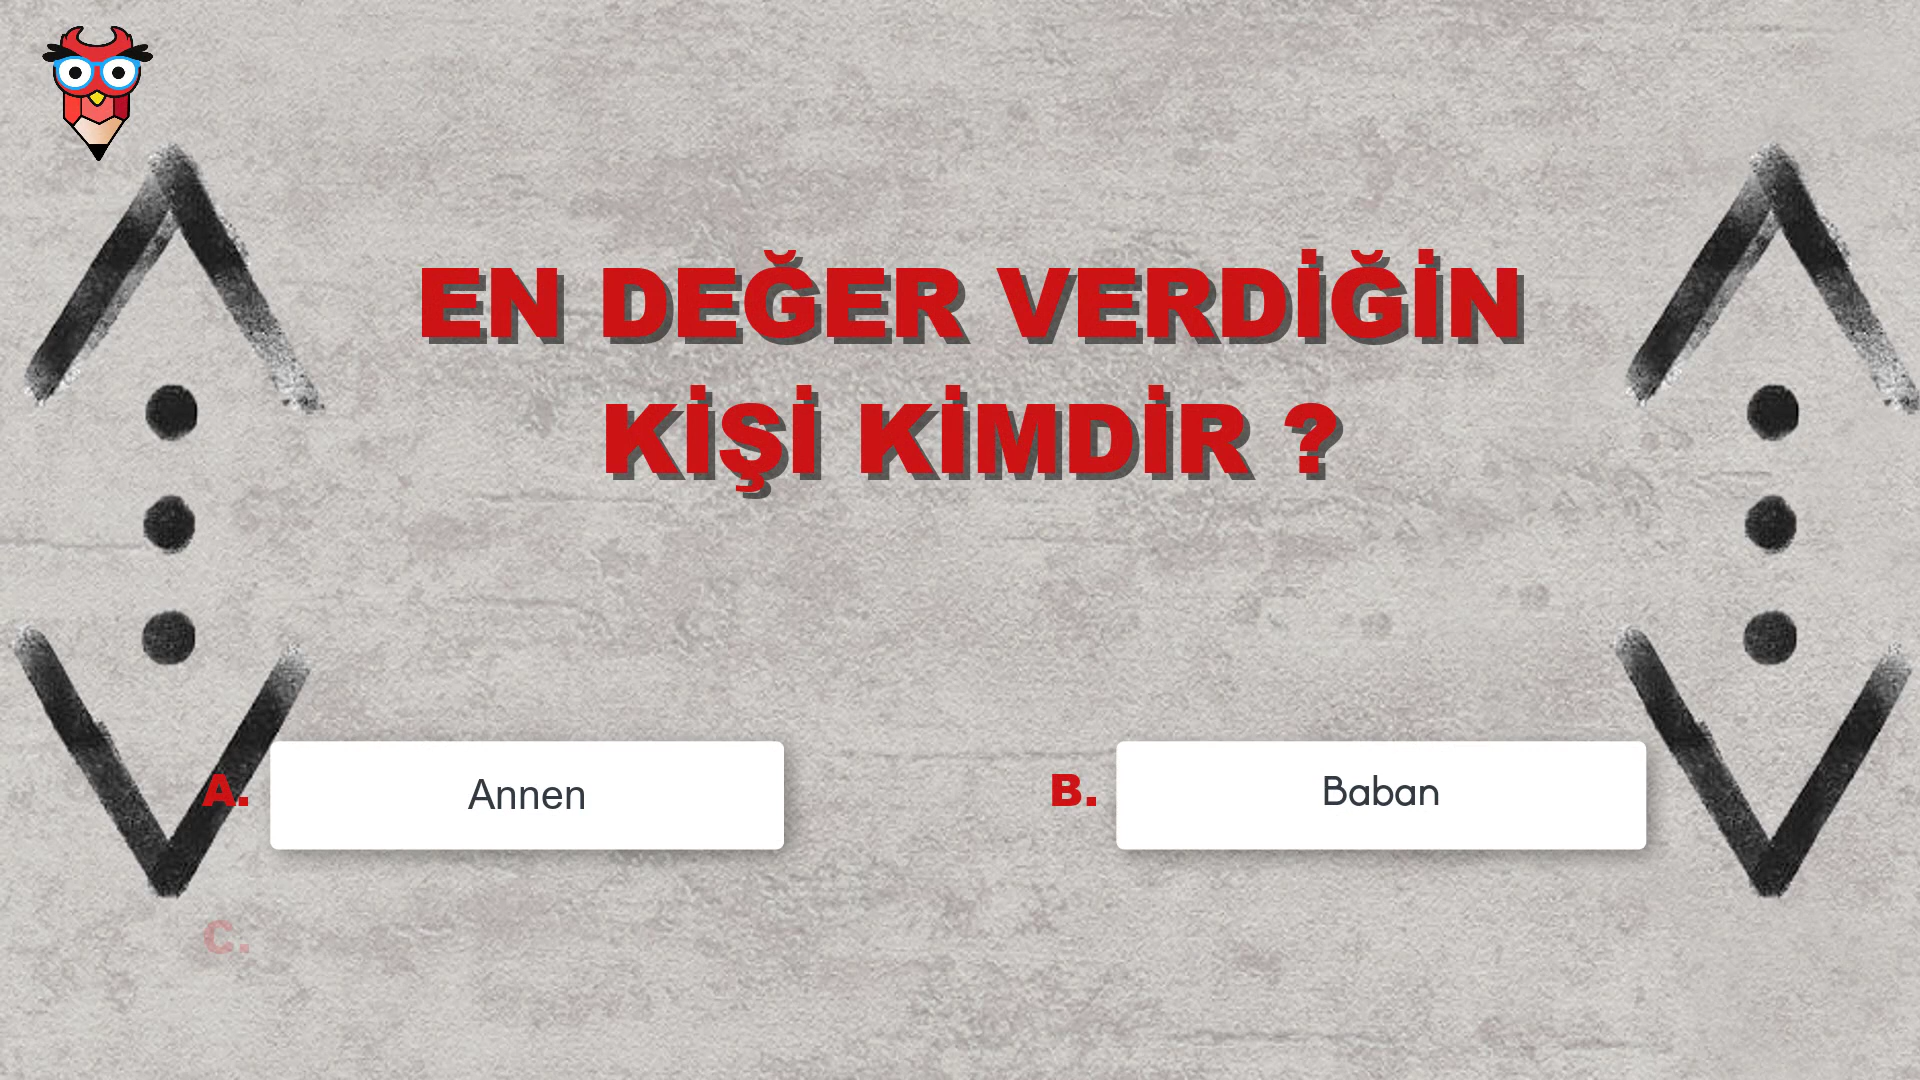 EN DEĞER VERDİĞİN
KİŞİ KİMDİR ?
A. Annen
B. Baban
C.